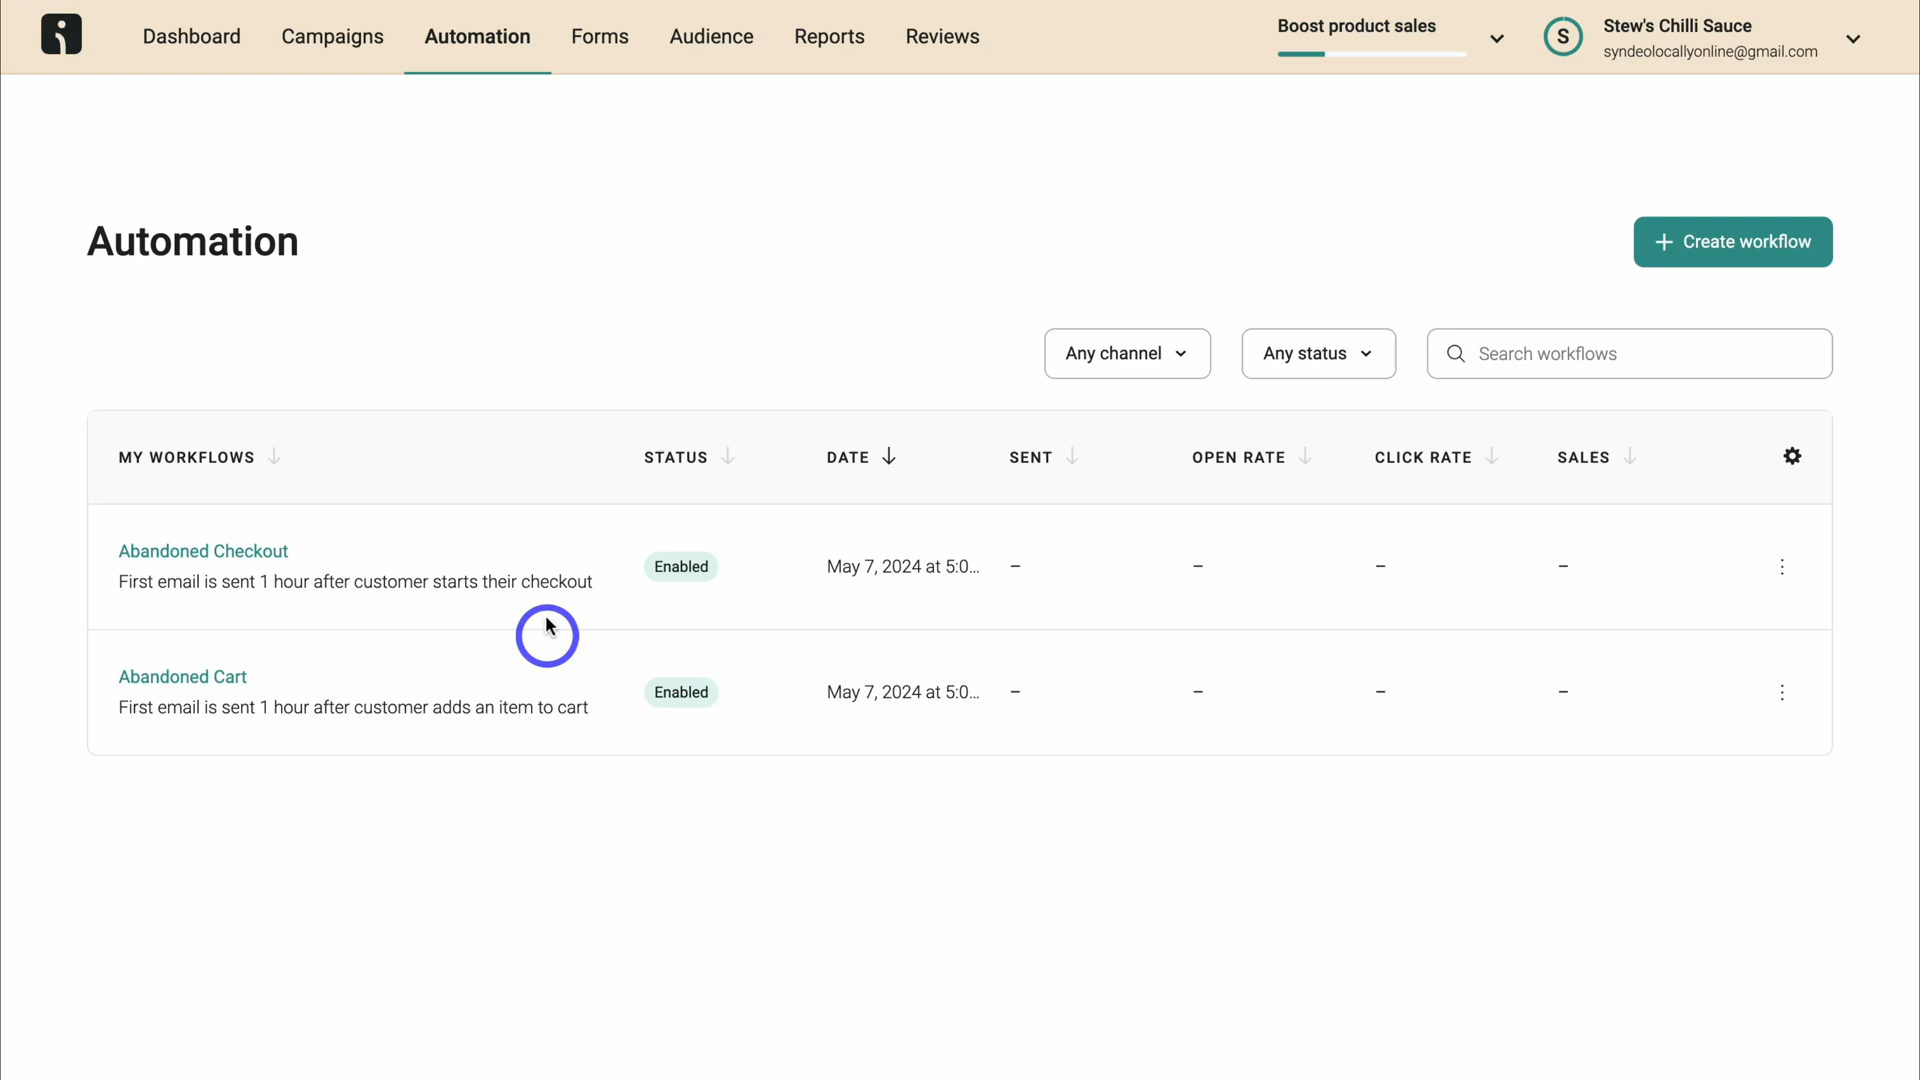 Dashboard
Campaigns
Automation
Forms
Audience
Reports
Reviews
Boost product sales
S
Stew's Chilli Sauce
syndeolocallyonline@gmail.com
Automation
+ Create workflow
Any channel
Any status
Search workflows
MY WORKFLOWS
STATUS
DATE
SENT
OPEN RATE
CLICK RATE
SALES
Abandoned Checkout
First email is sent 1 hour after customer starts their checkout
Enabled
May 7, 2024 at 5:0...
–
–
–
–
Abandoned Cart
First email is sent 1 hour after customer adds an item to cart
Enabled
May 7, 2024 at 5:0...
–
–
–
–